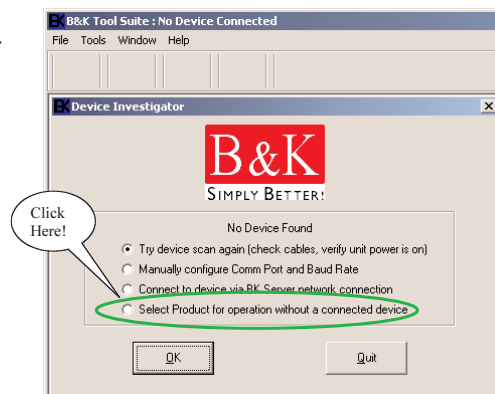 B&K Tool Suite : No Device Connected
File Tools Window Help
Device Investigator
B&K
SIMPLY BETTER!
Click
Here!
No Device Found
Try device scan again (check cables, verify unit power is on)
Manually configure Comm Port and Baud Rate
Connect to device via BK Server network connection
Select Product for operation without a connected device
OK
Quit